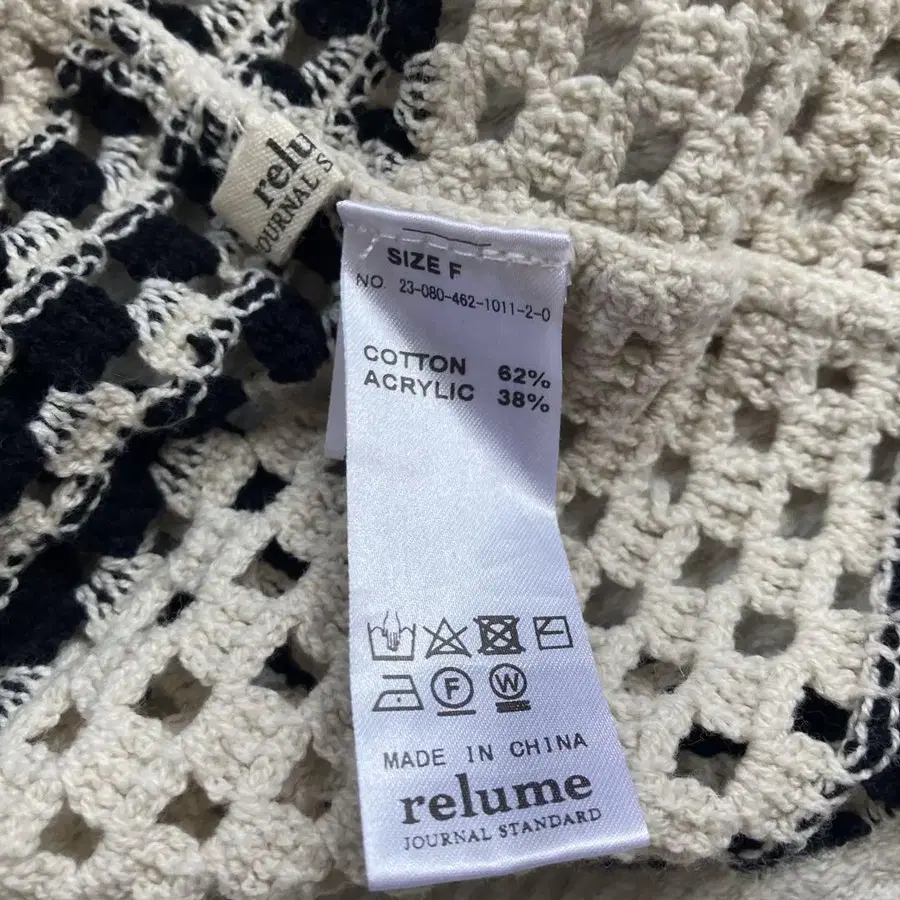 relu
JOURNAL S
SIZE F
NO. 23-080-462-1011-2-0
COTTON 62%
ACRYLIC 38%
F W
MADE IN CHINA
relume
JOURNAL STANDARD